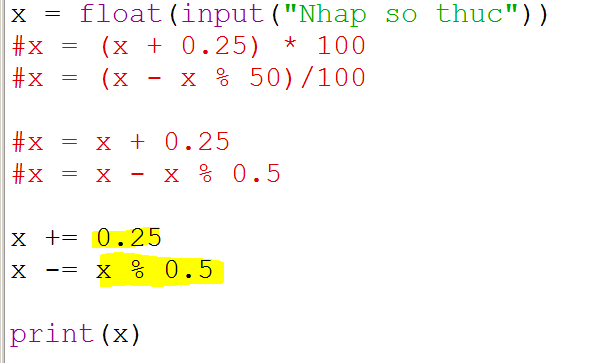 x = float(input("Nhap so thuc"))
#x = (x + 0.25) * 100
#x = (x - x % 50)/100
#x = x + 0.25
#x = x - x % 0.5
x += 0.25
x -= x % 0.5
print(x)